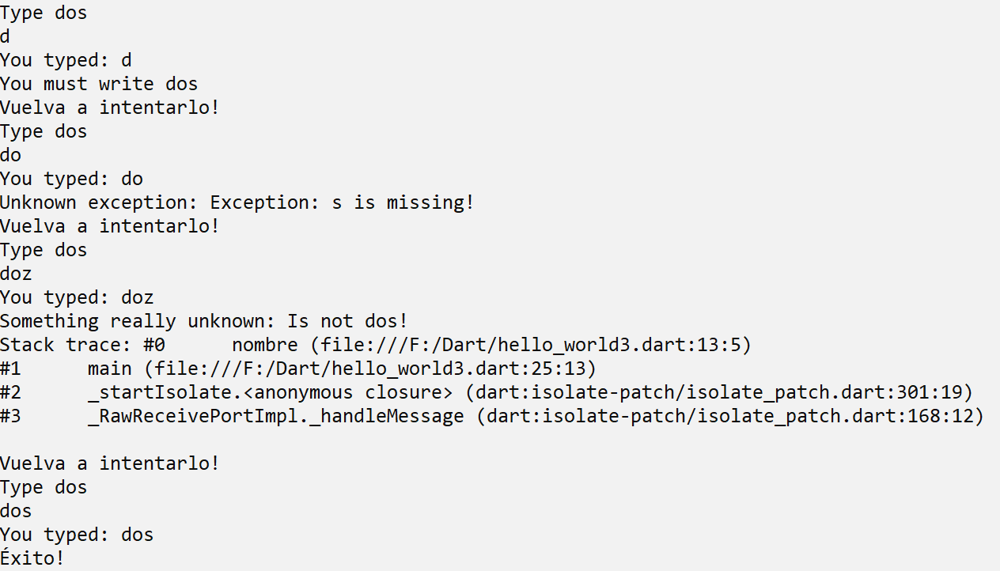 Type dos
d
You typed: d
You must write dos
Vuelva a intentarlo!
Type dos
do
You typed: do
Unknown exception: Exception: s is missing!
Vuelva a intentarlo!
Type dos
doz
You typed: doz
Something really unknown: Is not dos!
Stack trace: #0      nombre (file:///F:/Dart/hello_world3.dart:13:5)
#1      main (file:///F:/Dart/hello_world3.dart:25:13)
#2      _startIsolate.<anonymous closure> (dart:isolate-patch/isolate_patch.dart:301:19)
#3      _RawReceivePortImpl._handleMessage (dart:isolate-patch/isolate_patch.dart:168:12)
Vuelva a intentarlo!
Type dos
dos
You typed: dos
Éxito!